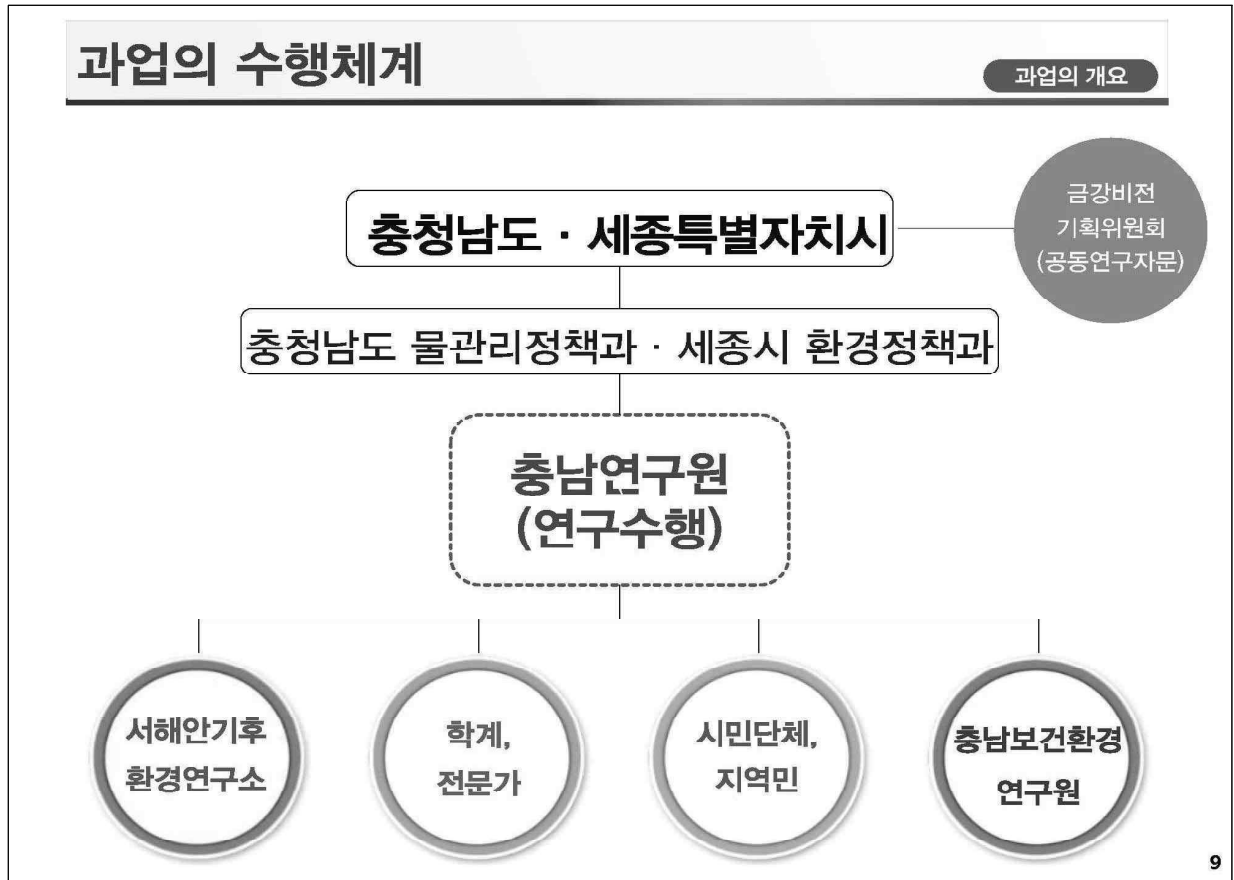 과업의 수행체계
과업의 개요
금강비전
기획위원회
(공동연구자문)
충청남도 · 세종특별자치시
충청남도 물관리정책과 · 세종시 환경정책과
충남연구원
(연구수행)
서해안기후
환경연구소
학계,
전문가
시민단체,
지역민
충남보건환경
연구원
9